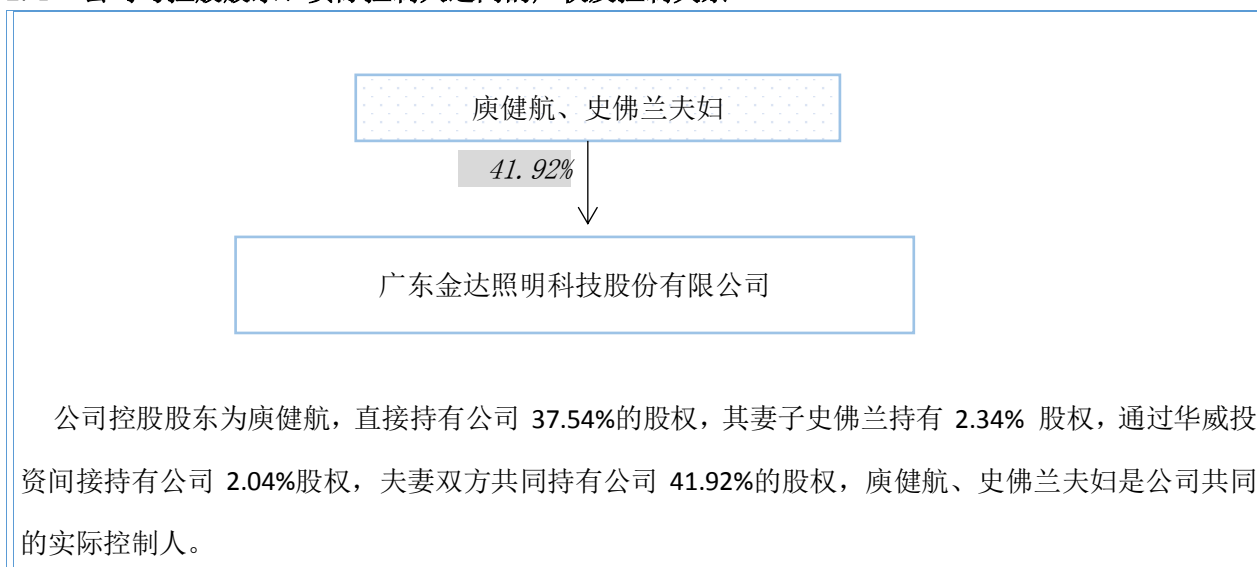 庾健航、史佛兰夫妇
41.92%
广东金达照明科技股份有限公司
公司控股股东为庾健航，直接持有公司 37.54%的股权，其妻子史佛兰持有 2.34% 股权，通过华威投
资间接持有公司 2.04%股权，夫妻双方共同持有公司 41.92%的股权，庾健航、史佛兰夫妇是公司共同
的实际控制人。